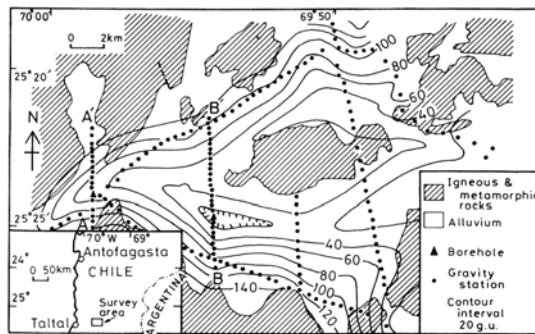 70°00'
69°50'
0 2km
25°20'
N
A'
B'
100
80
60
40
25°25'
A
70°W 69°
Antofagasta
CHILE
24°
0 50km
25°
Survey
area
Taltal
ARGENTINA
B
140
40
60
80
100
120
Igneous &
metamorphic
rocks
Alluvium
Borehole
Gravity
station
Contour
interval
20 g.u.